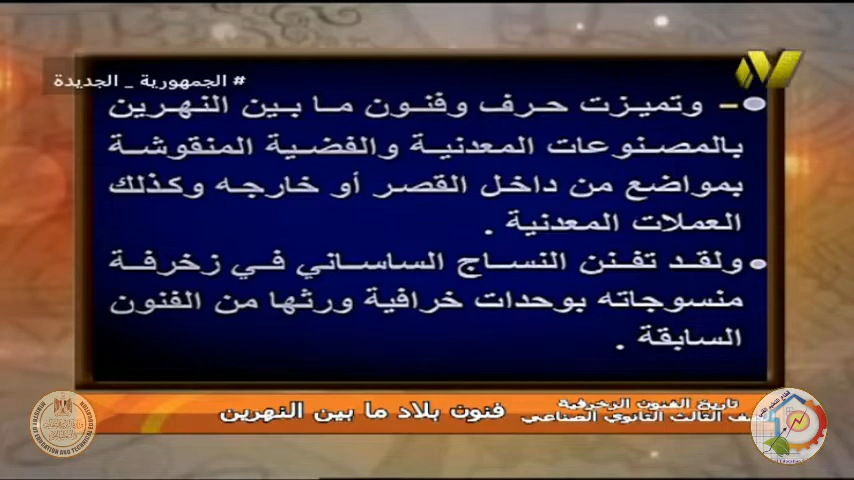 # الجمهورية _ الجديدة
– وتميزت حرف وفنون ما بين النهرين
بالمصنوعات المعدنية والفضية المنقوشة
بمواضع من داخل القصر أو خارجه وكذلك
العملات المعدنية .
ولقد تفنن النساج الساساني في زخرفة
منسوجاته بوحدات خرافية ورثها من الفنون
السابقة .
تاريخ الفنون الزخرفية
الثالث الثانوي الصناعي
فنون بلاد ما بين النهرين